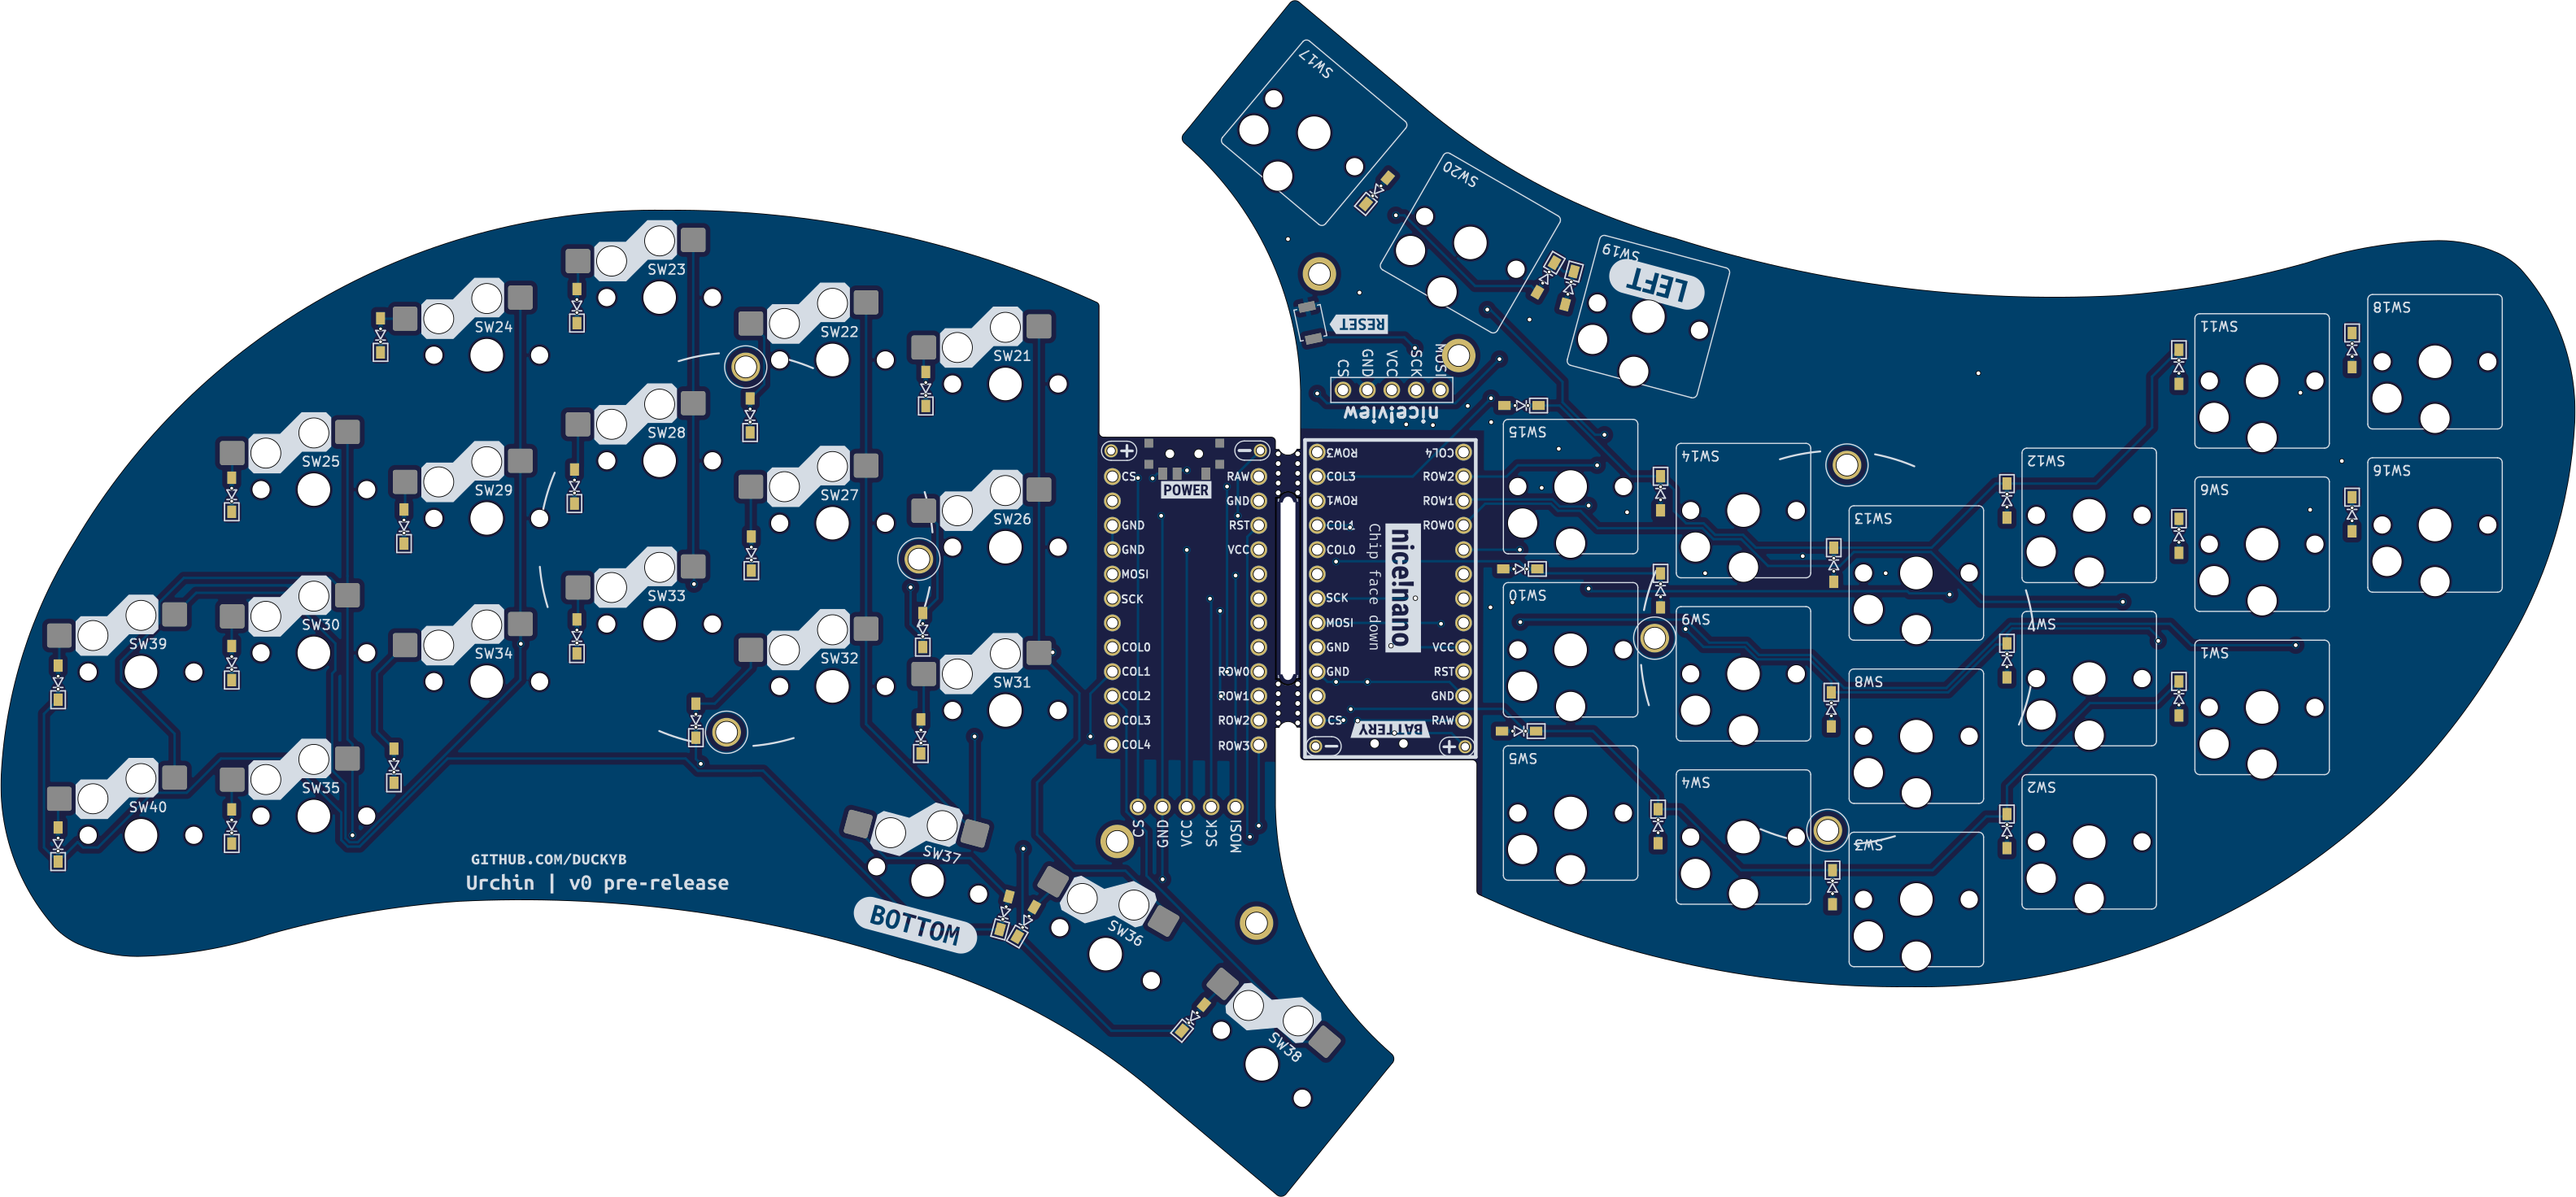 SW17
SW20
SW19
LEFT
SW23
SW24
SW22
SW21
RESET
CS
GND
VCC
SCK
MOSI
nice!view
SW11
SW18
SW25
SW28
SW29
SW27
SW26
SW15
SW14
SW12
SW6
SW16
SW13
POWER
CS
GND
GND
MOSI
SCK
COL0
COL1
COL2
COL3
COL4
RAW
GND
RST
VCC
ROW0
ROW1
ROW2
ROW3
ROW3
COL3
ROW1
COL1
COL0
SCK
MOSI
GND
GND
CS
COL4
ROW2
ROW1
ROW0
VCC
RST
GND
RAW
nice!nano
Chip face down
BATTERY
SW39
SW30
SW34
SW33
SW32
SW31
SW10
SW9
SW8
SW7
SW1
SW40
SW35
SW5
SW4
SW3
SW2
CS
GND
VCC
SCK
MOSI
SW37
SW36
SW38
GITHUB.COM/DUCKYB
Urchin | v0 pre-release
BOTTOM